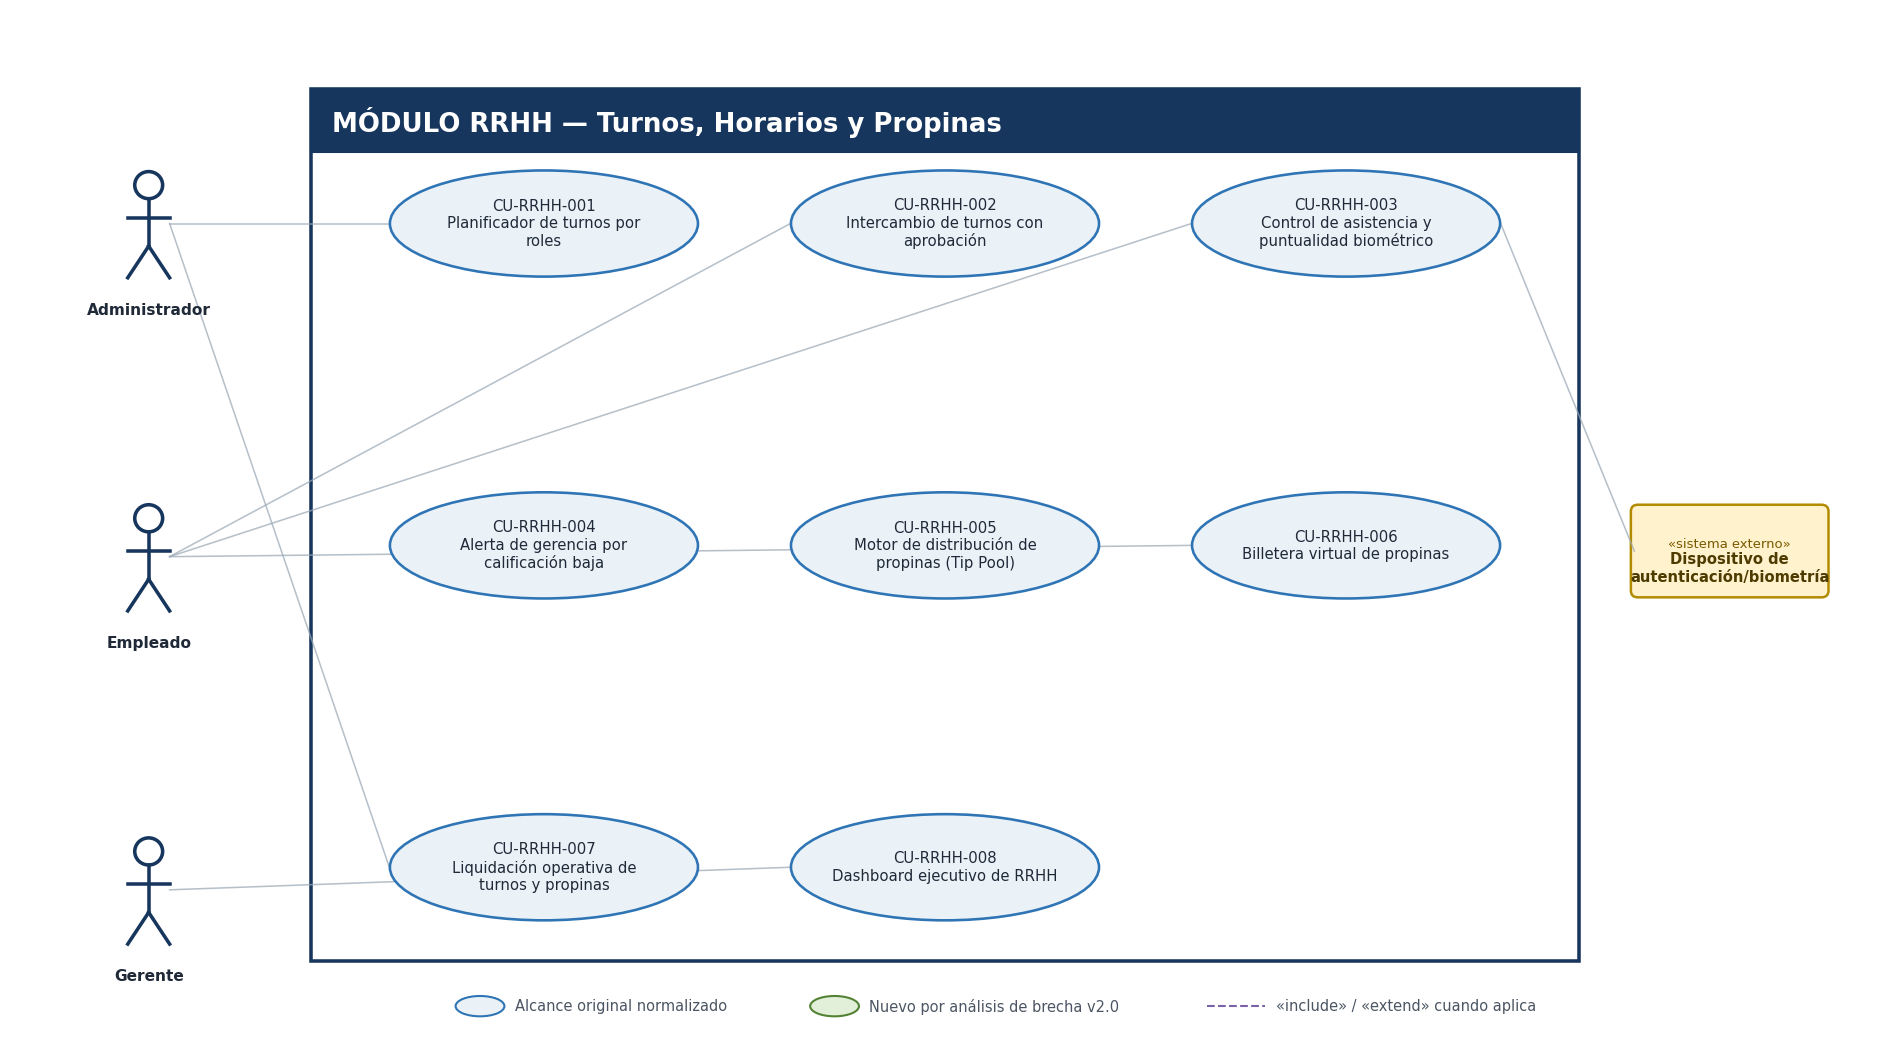 MÓDULO RRHH — Turnos, Horarios y Propinas
CU-RRHH-001
Planificador de turnos por
roles
CU-RRHH-002
Intercambio de turnos con
aprobación
CU-RRHH-003
Control de asistencia y
puntualidad biométrico
Administrador
CU-RRHH-004
Alerta de gerencia por
calificación baja
CU-RRHH-005
Motor de distribución de
propinas (Tip Pool)
CU-RRHH-006
Billetera virtual de propinas
«sistema externo»
Dispositivo de
autenticación/biometría
Empleado
CU-RRHH-007
Liquidación operativa de
turnos y propinas
CU-RRHH-008
Dashboard ejecutivo de RRHH
Gerente
Alcance original normalizado
Nuevo por análisis de brecha v2.0
«include» / «extend» cuando aplica